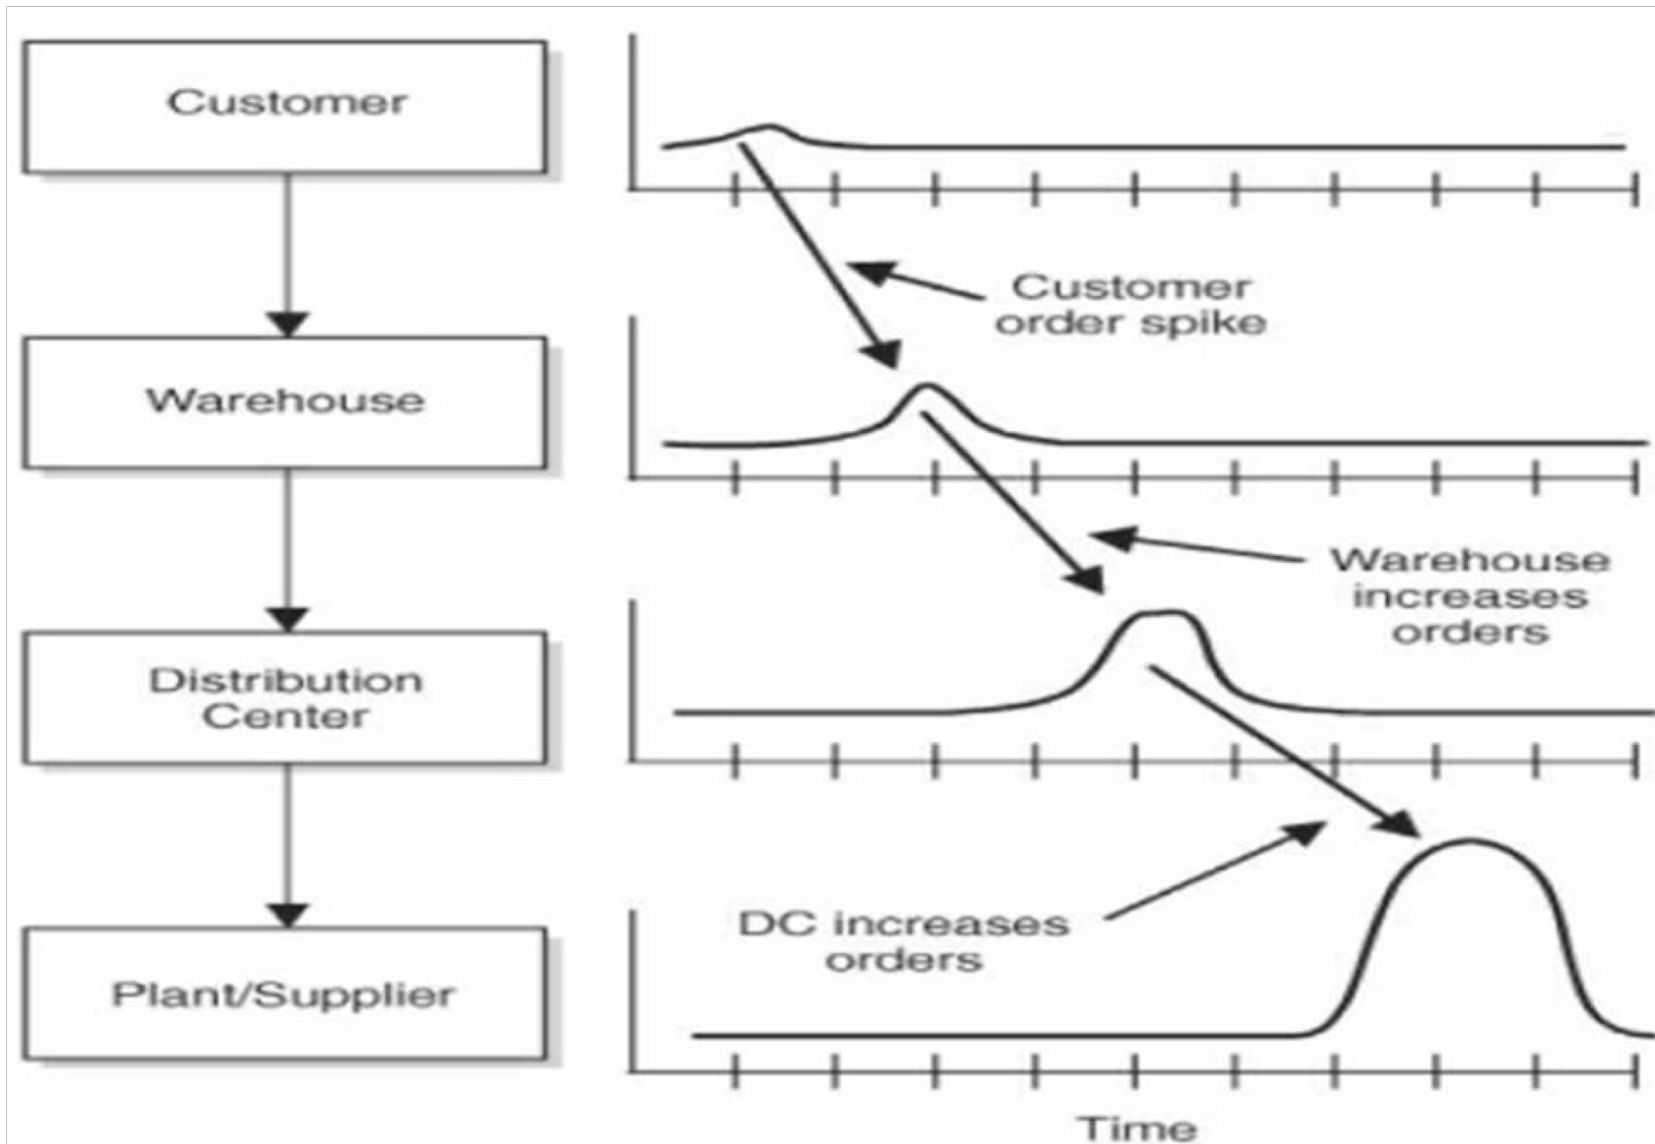 Customer
Customer
order spike
Warehouse
Warehouse
increases
orders
Distribution
Center
DC increases
orders
Plant/Supplier
Time